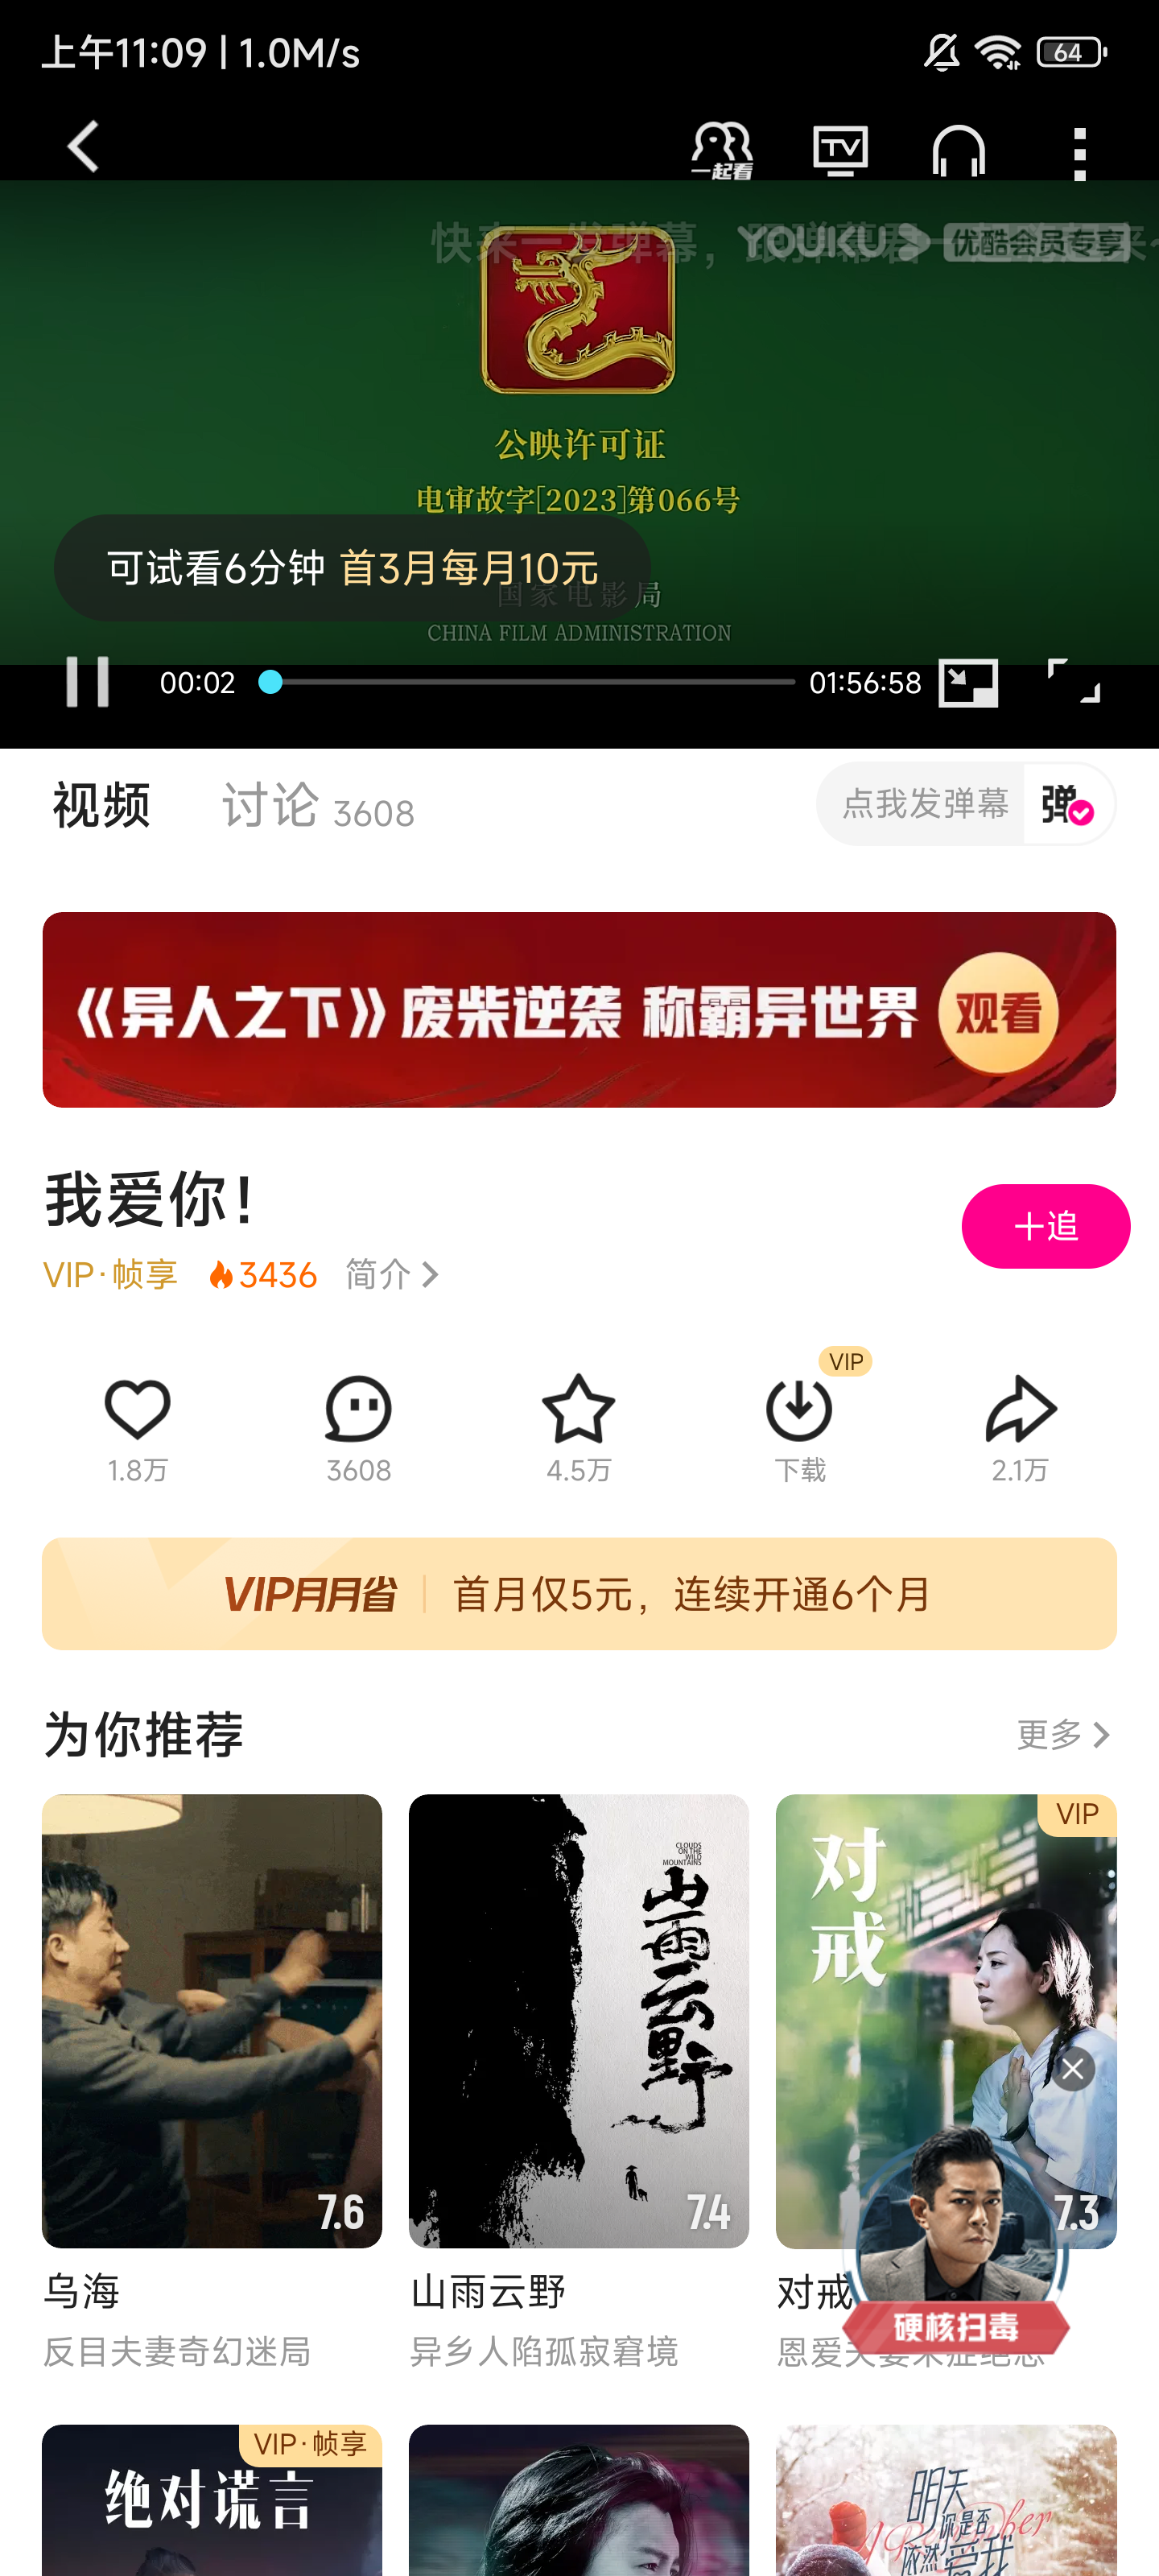 上午11:09 | 1.0M/s
64
一起看
TV
YOUKU 优酷会员专享
公映许可证
电审故字[2023]第066号
可试看6分钟 首3月每月10元
国家电影局
CHINA FILM ADMINISTRATION
00:02
01:56:58
视频
讨论 3608
点我发弹幕
弹
《异人之下》废柴逆袭 称霸异世界
观看
我爱你！
十追
VIP·帧享
3436
简介
VIP
1.8万
3608
4.5万
下载
2.1万
VIP月月省 首月仅5元，连续开通6个月
为你推荐
更多
CLOUDS
ON THE
WILD
MOUNTAINS
山雨云野
VIP
对戒
7.6
7.4
7.3
乌海
山雨云野
对戒
硬核扫毒
反目夫妻奇幻迷局
异乡人陷孤寂窘境
恩爱夫妻
VIP·帧享
绝对谎言
明天
你是否
依然
爱我